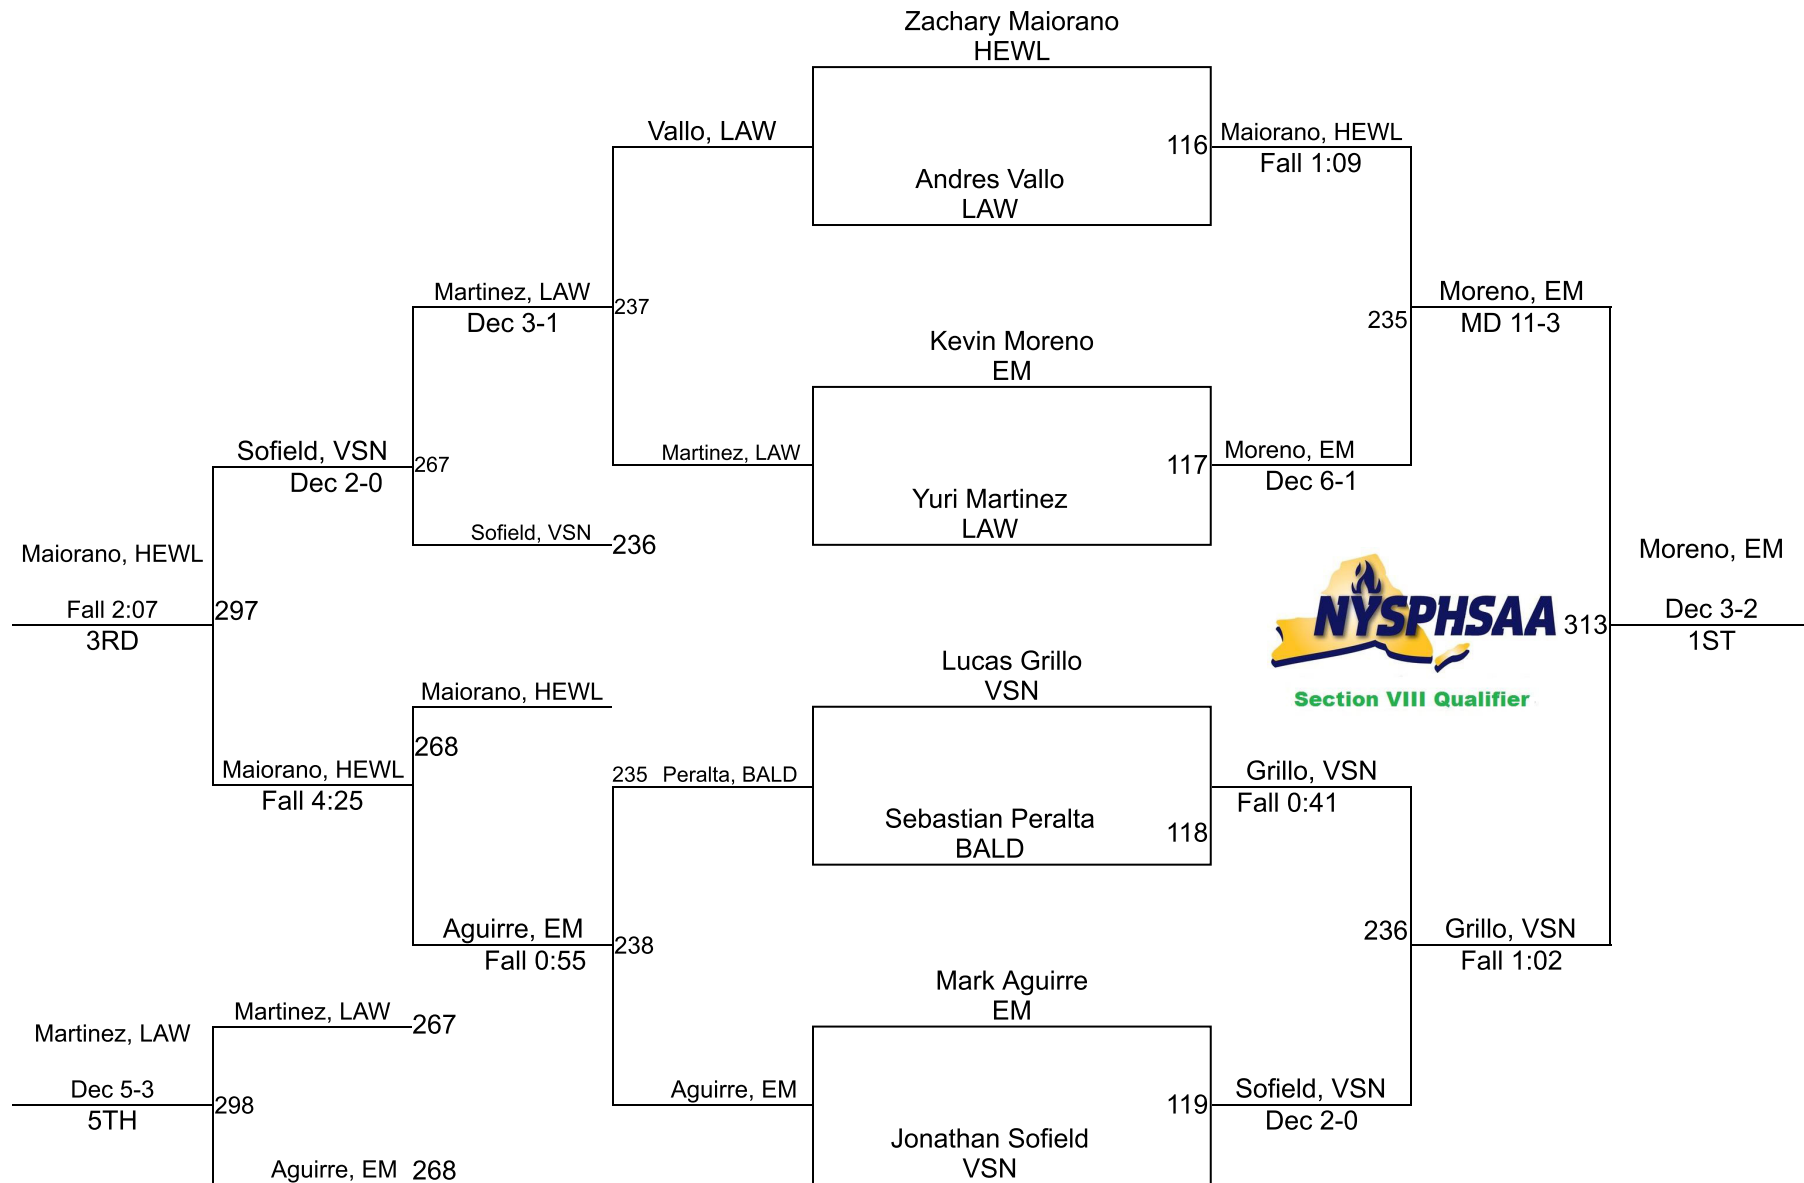 Zachary Maiorano
HEWL
Vallo, LAW
116
Maiorano, HEWL
Fall 1:09
Andres Vallo
LAW
Martinez, LAW
Dec 3-1
237
Kevin Moreno
EM
235
Moreno, EM
MD 11-3
Sofield, VSN
Dec 2-0
267
Martinez, LAW
117
Moreno, EM
Dec 6-1
Yuri Martinez
LAW
Sofield, VSN
236
Maiorano, HEWL
Fall 2:07
3RD
297
NYSPHSAA
Section VIII Qualifier
313
Moreno, EM
Dec 3-2
1ST
Lucas Grillo
VSN
Maiorano, HEWL
268
Maiorano, HEWL
Fall 4:25
235 Peralta, BALD
Grillo, VSN
Fall 0:41
Sebastian Peralta
BALD
118
Aguirre, EM
Fall 0:55
238
236
Grillo, VSN
Fall 1:02
Mark Aguirre
EM
Martinez, LAW
267
Martinez, LAW
Dec 5-3
5TH
298
Aguirre, EM
119
Sofield, VSN
Dec 2-0
Jonathan Sofield
VSN
Aguirre, EM 268